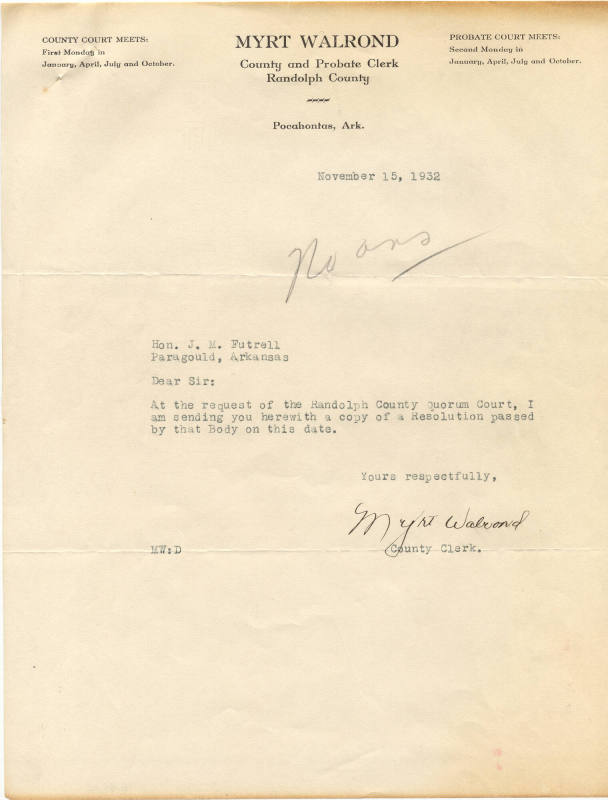 COUNTY COURT MEETS:
First Monday in
January, April, July and October.
MYRT WALROND
County and Probate Clerk
Randolph County
Pocahontas, Ark.
PROBATE COURT MEETS:
Second Monday in
January, April, July and October.
November 15, 1932
No ans
Hon. J. M. Futrell
Paragould, Arkansas
Dear Sir:
At the request of the Randolph County Quorum Court, I
am sending you herewith a copy of a Resolution passed
by that Body on this date.
Yours respectfully,
Myrt Walrond
County Clerk.
MW:D